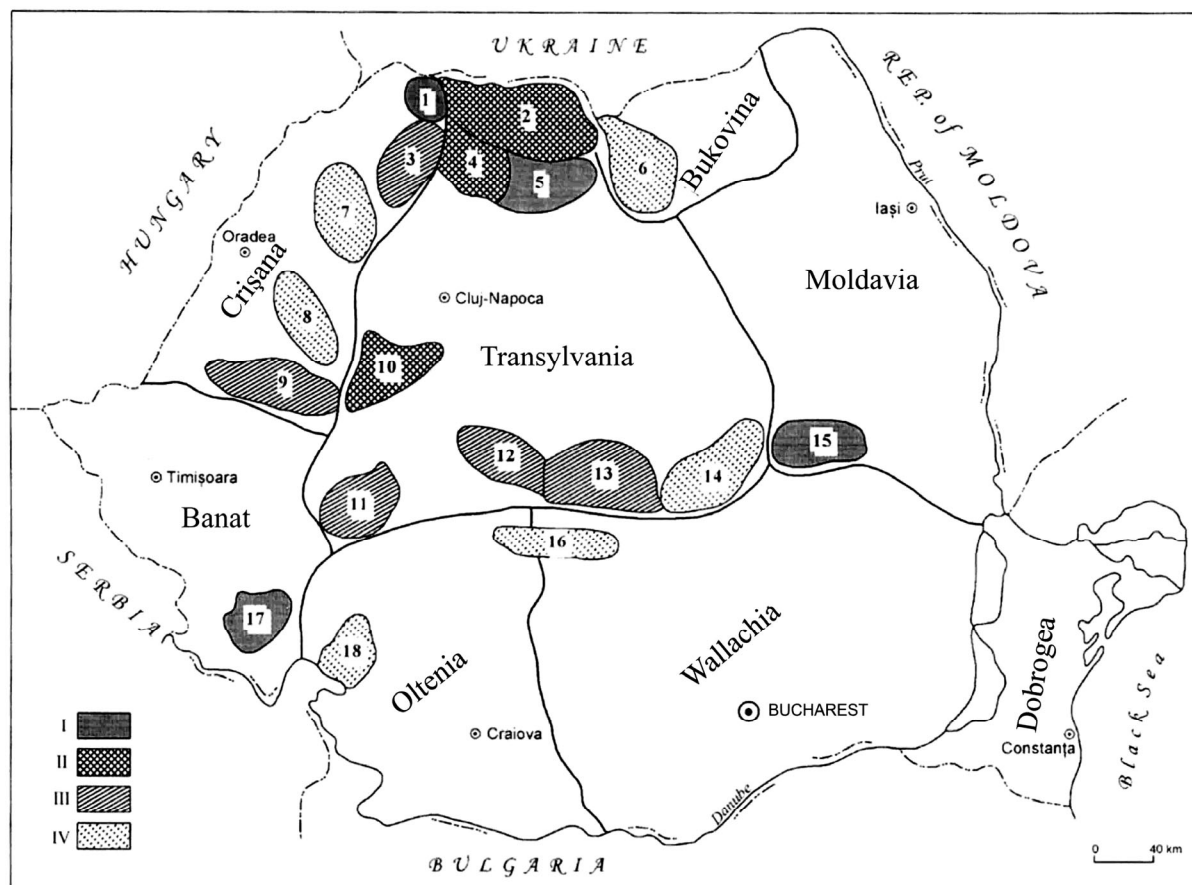 UKRAINE
REP. of MOLDOVA
HUNGARY
Bukovina
Prut
1
2
3
4
5
6
7
Iași
Oradea
Crişana
Moldavia
Cluj-Napoca
8
Transylvania
9
10
12
13
14
15
Timișoara
11
Banat
16
SERBIA
17
18
Oltenia
Wallachia
Dobrogea
Black Sea
I
II
III
IV
BUCHAREST
Craiova
Constanța
Danube
BULGARIA
0 40 km